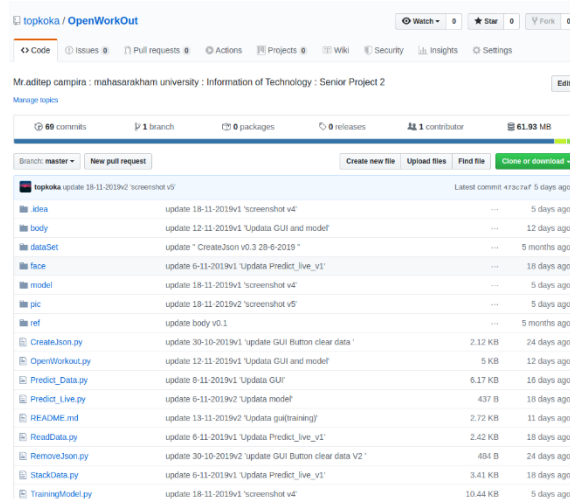 topkoka / OpenWorkOut
Watch 0 Star 0 Fork 0
Code Issues 0 Pull requests 0 Actions Projects 0 Wiki Security Insights Settings
Mr.aditep campira : mahasarakham university : Information of Technology : Senior Project 2
Edit
Manage topics
69 commits 1 branch 0 packages 0 releases 1 contributor 61.93 MB
Branch: master New pull request Create new file Upload files Find file Clone or download
topkoka update 18-11-2019v2 'screenshot v5' Latest commit 5 days ago
.idea update 18-11-2019v1 'screenshot v4' ... 5 days ago
body update 12-11-2019v1 'Updata GUI and model' ... 12 days ago
dataSet update " CreateJson v0.3 28-6-2019 " ... 5 months ago
face update 6-11-2019v1 'Updata Predict_live_v1' ... 18 days ago
model update 18-11-2019v1 'screenshot v4' ... 5 days ago
pic update 18-11-2019v2 'screenshot v5' ... 5 days ago
ref update body v0.1 ... 5 months ago
CreateJson.py update 30-10-2019v1 'update GUI Button clear data ' 2.12 KB 24 days ago
OpenWorkout.py update 12-11-2019v1 'Updata GUI and model' 5 KB 12 days ago
Predict_Data.py update 8-11-2019v1 'Updata GUI' 6.17 KB 16 days ago
Predict_Live.py update 6-11-2019v2 'Updata model' 437 B 18 days ago
README.md update 13-11-2019v2 'Updata gui(training)' 2.72 KB 11 days ago
ReadData.py update 6-11-2019v1 'Updata Predict_live_v1' 2.42 KB 18 days ago
RemoveJson.py update 30-10-2019v2 'update GUI Button clear data V2 ' 484 B 24 days ago
StackData.py update 6-11-2019v1 'Updata Predict_live_v1' 3.41 KB 18 days ago
TrainingModel.py update 18-11-2019v1 'screenshot v4' 10.44 KB 5 days ago